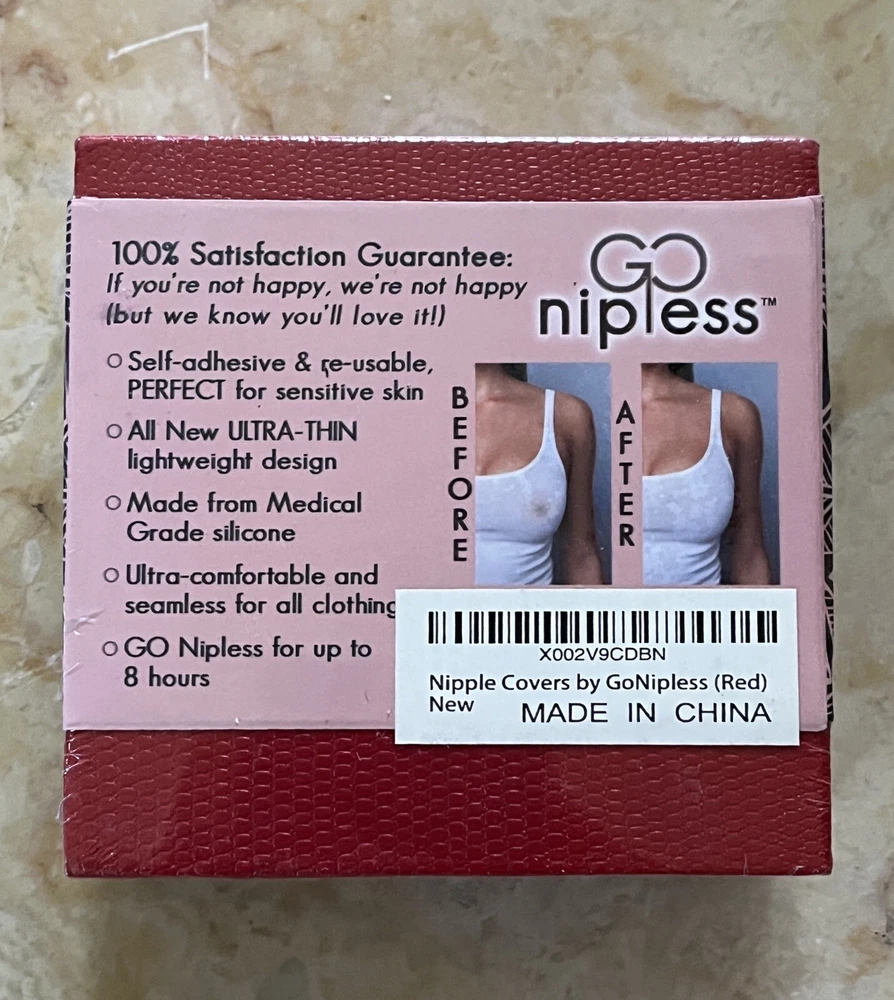 100% Satisfaction Guarantee:
If you're not happy, we're not happy
(but we know you'll love it!)
GO
nipless™
Self-adhesive & re-usable,
PERFECT for sensitive skin
All New ULTRA-THIN
lightweight design
Made from Medical
Grade silicone
Ultra-comfortable and
seamless for all clothing
GO Nipless for up to
8 hours
BEFORE
AFTER
X002V9CDBN
Nipple Covers by GoNipless (Red)
New
MADE IN CHINA